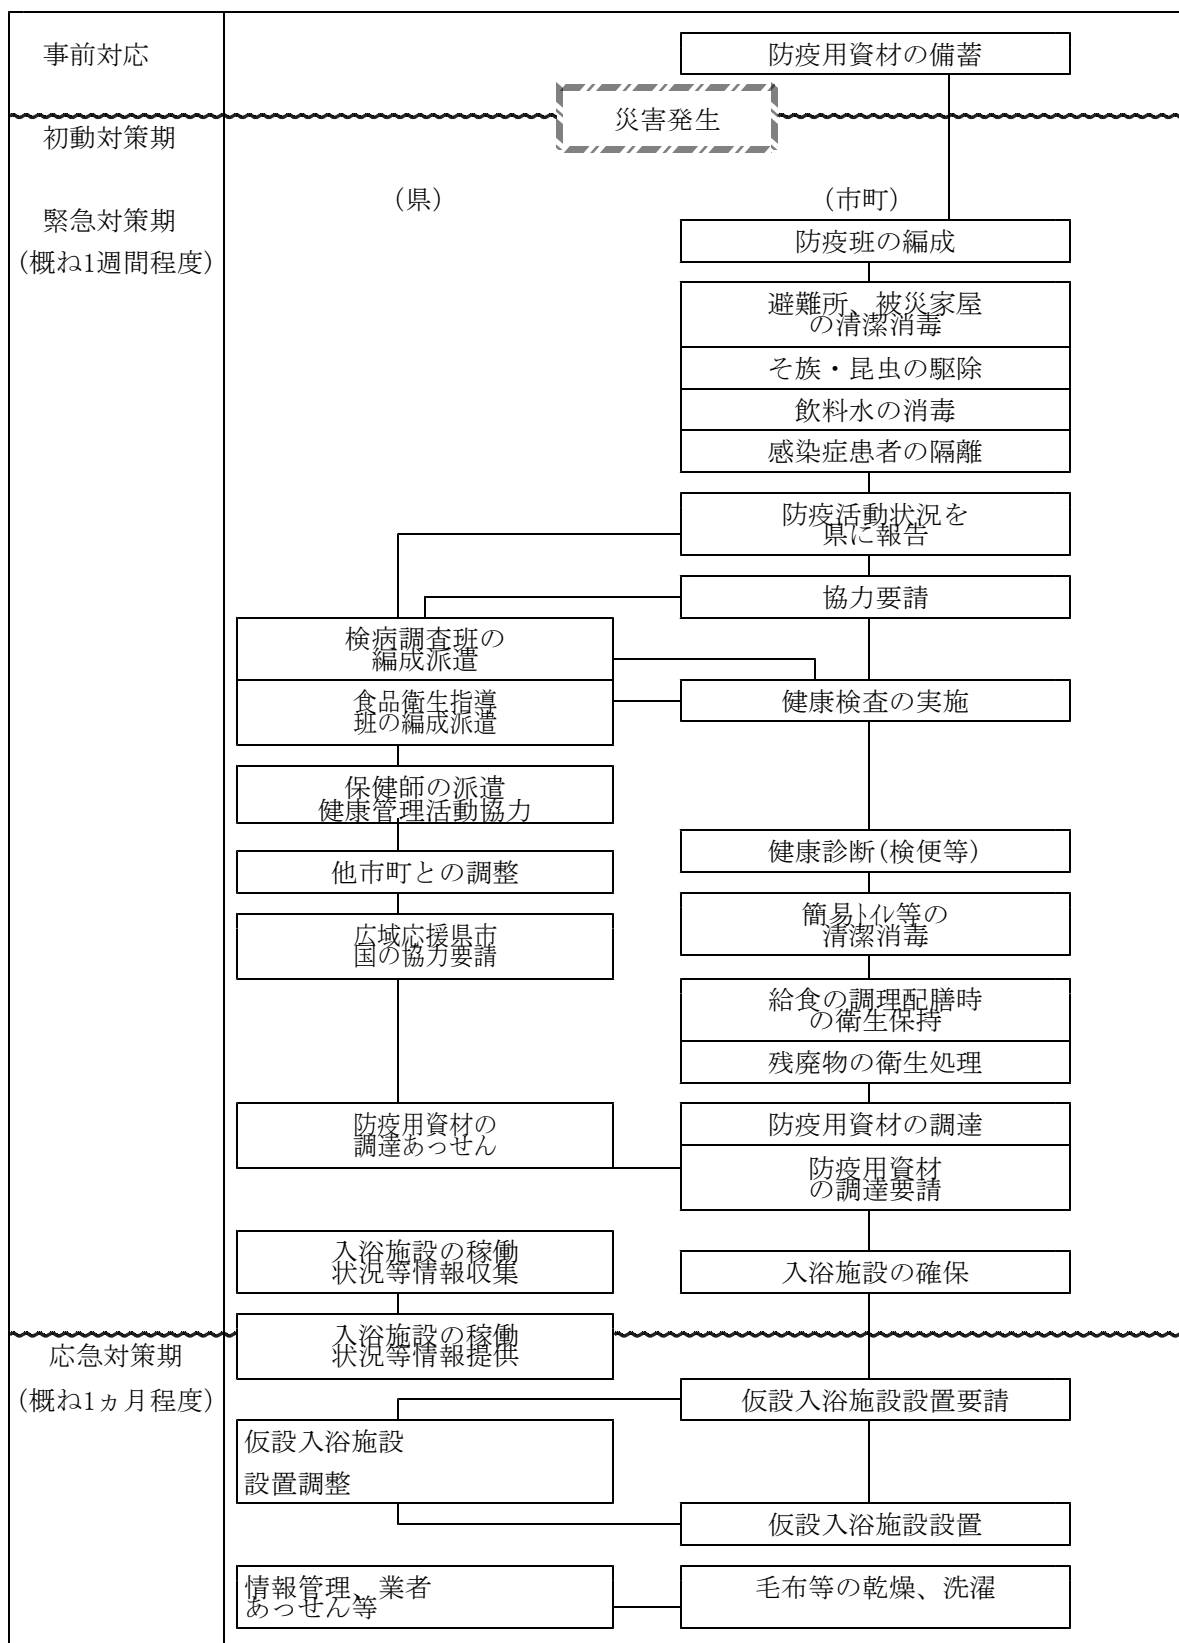 事前対応
防疫用資材の備蓄
災害発生
初動対策期
緊急対策期
(概ね1週間程度)
(県)
(市町)
防疫班の編成
避難所、被災家屋
の清潔消毒
そ族・昆虫の駆除
飲料水の消毒
感染症患者の隔離
防疫活動状況を
県に報告
協力要請
検病調査班の
編成派遣
食品衛生指導
班の編成派遣
健康検査の実施
保健師の派遣
健康管理活動協力
健康診断(検便等)
他市町との調整
簡易ﾄｲﾚ等の
清潔消毒
広域応援県市
国の協力要請
給食の調理配膳時
の衛生保持
残廃物の衛生処理
防疫用資材の
調達あっせん
防疫用資材の調達
防疫用資材
の調達要請
入浴施設の稼働
状況等情報収集
入浴施設の確保
入浴施設の稼働
状況等情報提供
応急対策期
(概ね1ヵ月程度)
仮設入浴施設設置要請
仮設入浴施設
設置調整
仮設入浴施設設置
情報管理、業者
あっせん等
毛布等の乾燥、洗濯